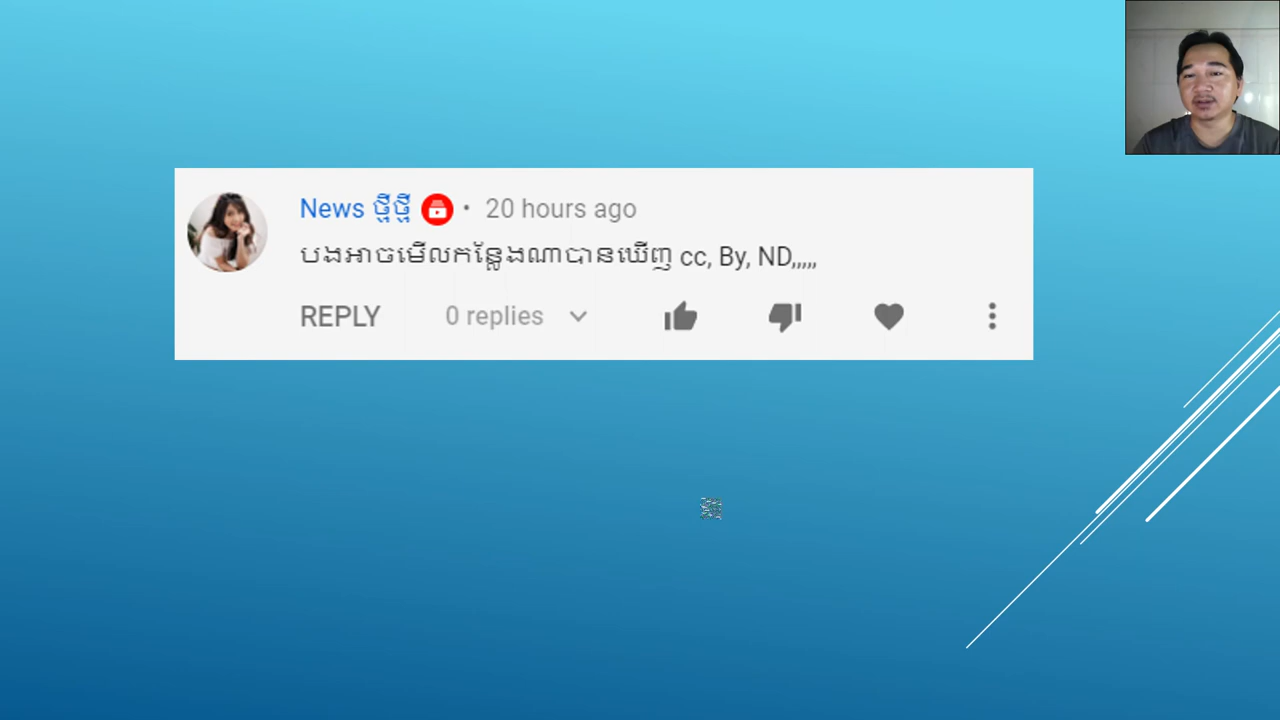 News ថ្មីថ្មី • 20 hours ago
បងអាចមើលកន្លែងណាបានឃើញ cc, By, ND,,,,,
REPLY 0 replies